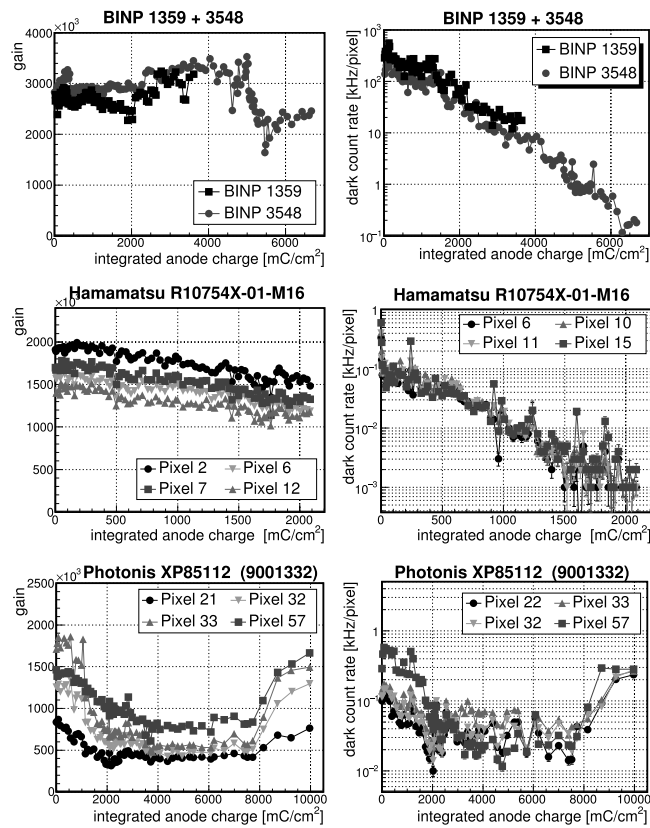 BINP 1359 + 3548
×10³
gain
4000
3000
2000
1000
0
0 2000 4000 6000
integrated anode charge [mC/cm²]
BINP 1359
BINP 3548
BINP 1359 + 3548
dark count rate [kHz/pixel]
10³
10²
10
1
10⁻¹
0 2000 4000 6000
integrated anode charge [mC/cm²]
BINP 1359
BINP 3548
Hamamatsu R10754X-01-M16
×10³
gain
2000
1500
1000
500
0
0 500 1000 1500 2000
integrated anode charge [mC/cm²]
Pixel 2 Pixel 6
Pixel 7 Pixel 12
Hamamatsu R10754X-01-M16
dark count rate [kHz/pixel]
1
10⁻¹
10⁻²
10⁻³
0 500 1000 1500 2000
integrated anode charge [mC/cm²]
Pixel 6 Pixel 10
Pixel 11 Pixel 15
Photonis XP85112 (9001332)
×10³
gain
2500
2000
1500
1000
500
0
0 2000 4000 6000 8000 10000
integrated anode charge [mC/cm²]
Pixel 21 Pixel 32
Pixel 33 Pixel 57
Photonis XP85112 (9001332)
dark count rate [kHz/pixel]
1
10⁻¹
10⁻²
0 2000 4000 6000 8000 10000
integrated anode charge [mC/cm²]
Pixel 22 Pixel 33
Pixel 32 Pixel 57